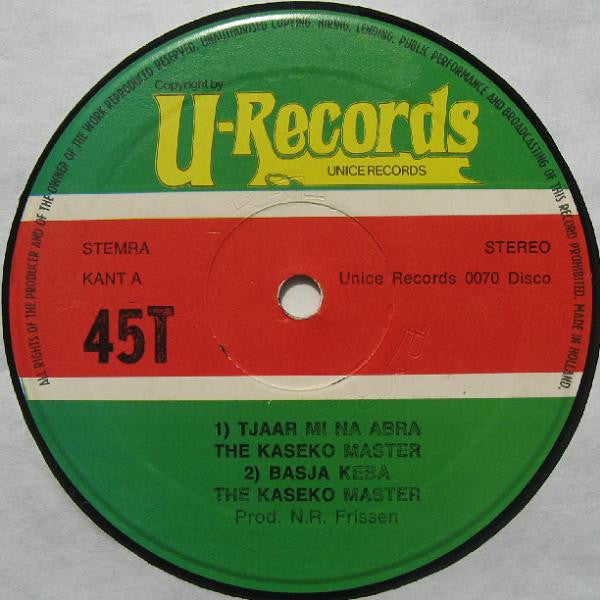 ALL RIGHTS OF THE PRODUCER AND OF THE OWNER OF THE WORK REPRODUCED RESERVED. UNAUTHORISED COPYING, HIRING, LENDING, PUBLIC PERFORMANCE AND BROADCASTING OF THIS RECORD PROHIBITED. MADE IN HOLLAND.
Copyright by
U-Records
UNICE RECORDS
STEMRA
STEREO
KANT A
Unice Records 0070 Disco
45T
1) TJAAR MI NA ABRA
THE KASEKO MASTER
2) BASJA KEBA
THE KASEKO MASTER
Prod. N.R. Frissen